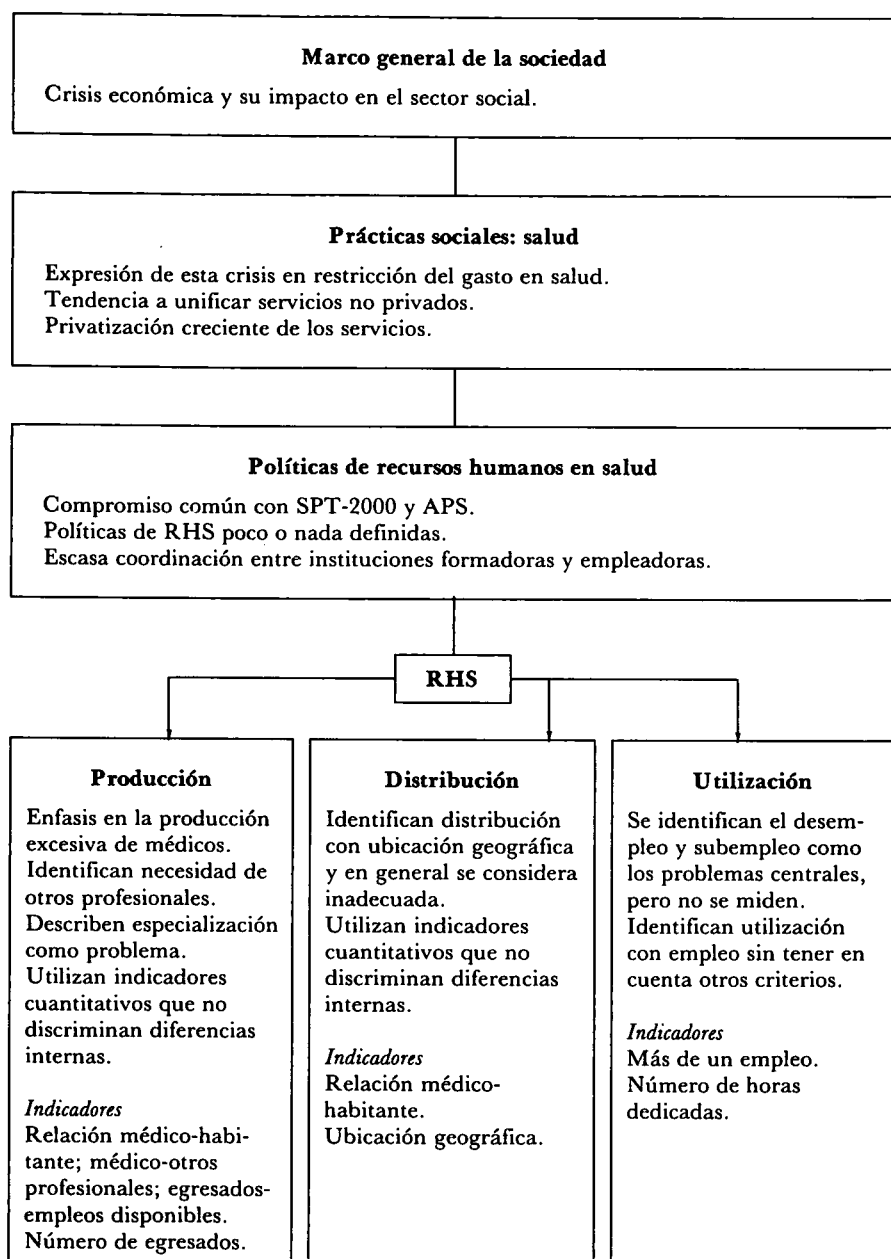 Marco general de la sociedad
Crisis económica y su impacto en el sector social.
Prácticas sociales: salud
Expresión de esta crisis en restricción del gasto en salud.
Tendencia a unificar servicios no privados.
Privatización creciente de los servicios.
Políticas de recursos humanos en salud
Compromiso común con SPT-2000 y APS.
Políticas de RHS poco o nada definidas.
Escasa coordinación entre instituciones formadoras y empleadoras.
RHS
Producción
Enfasis en la producción
excesiva de médicos.
Identifican necesidad de
otros profesionales.
Describen especialización
como problema.
Utilizan indicadores
cuantitativos que no
discriminan diferencias
internas.
Indicadores
Relación médico-habi-
tante; médico-otros
profesionales; egresados-
empleos disponibles.
Número de egresados.
Distribución
Identifican distribución
con ubicación geográfica
y en general se considera
inadecuada.
Utilizan indicadores
cuantitativos que no
discriminan diferencias
internas.
Indicadores
Relación médico-
habitante.
Ubicación geográfica.
Utilización
Se identifican el desem-
pleo y subempleo como
los problemas centrales,
pero no se miden.
Identifican utilización
con empleo sin tener en
cuenta otros criterios.
Indicadores
Más de un empleo.
Número de horas
dedicadas.